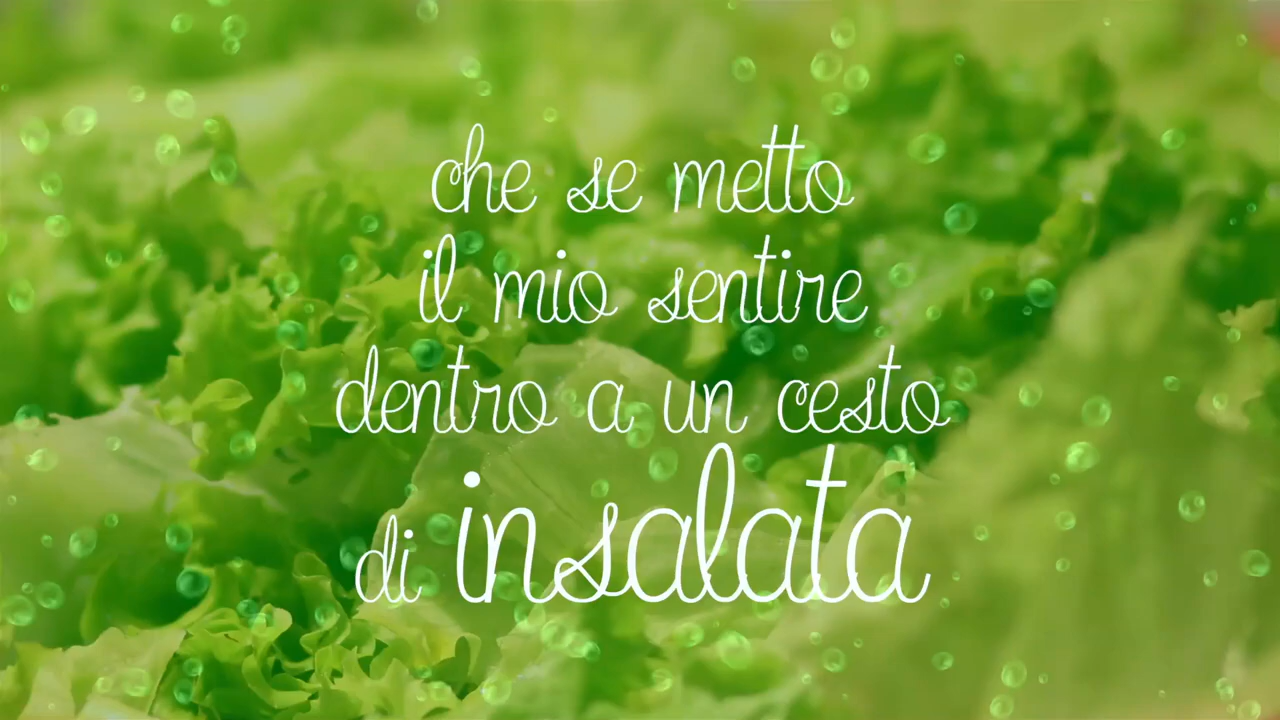 che se metto
il mio sentire
dentro a un cesto
di insalata